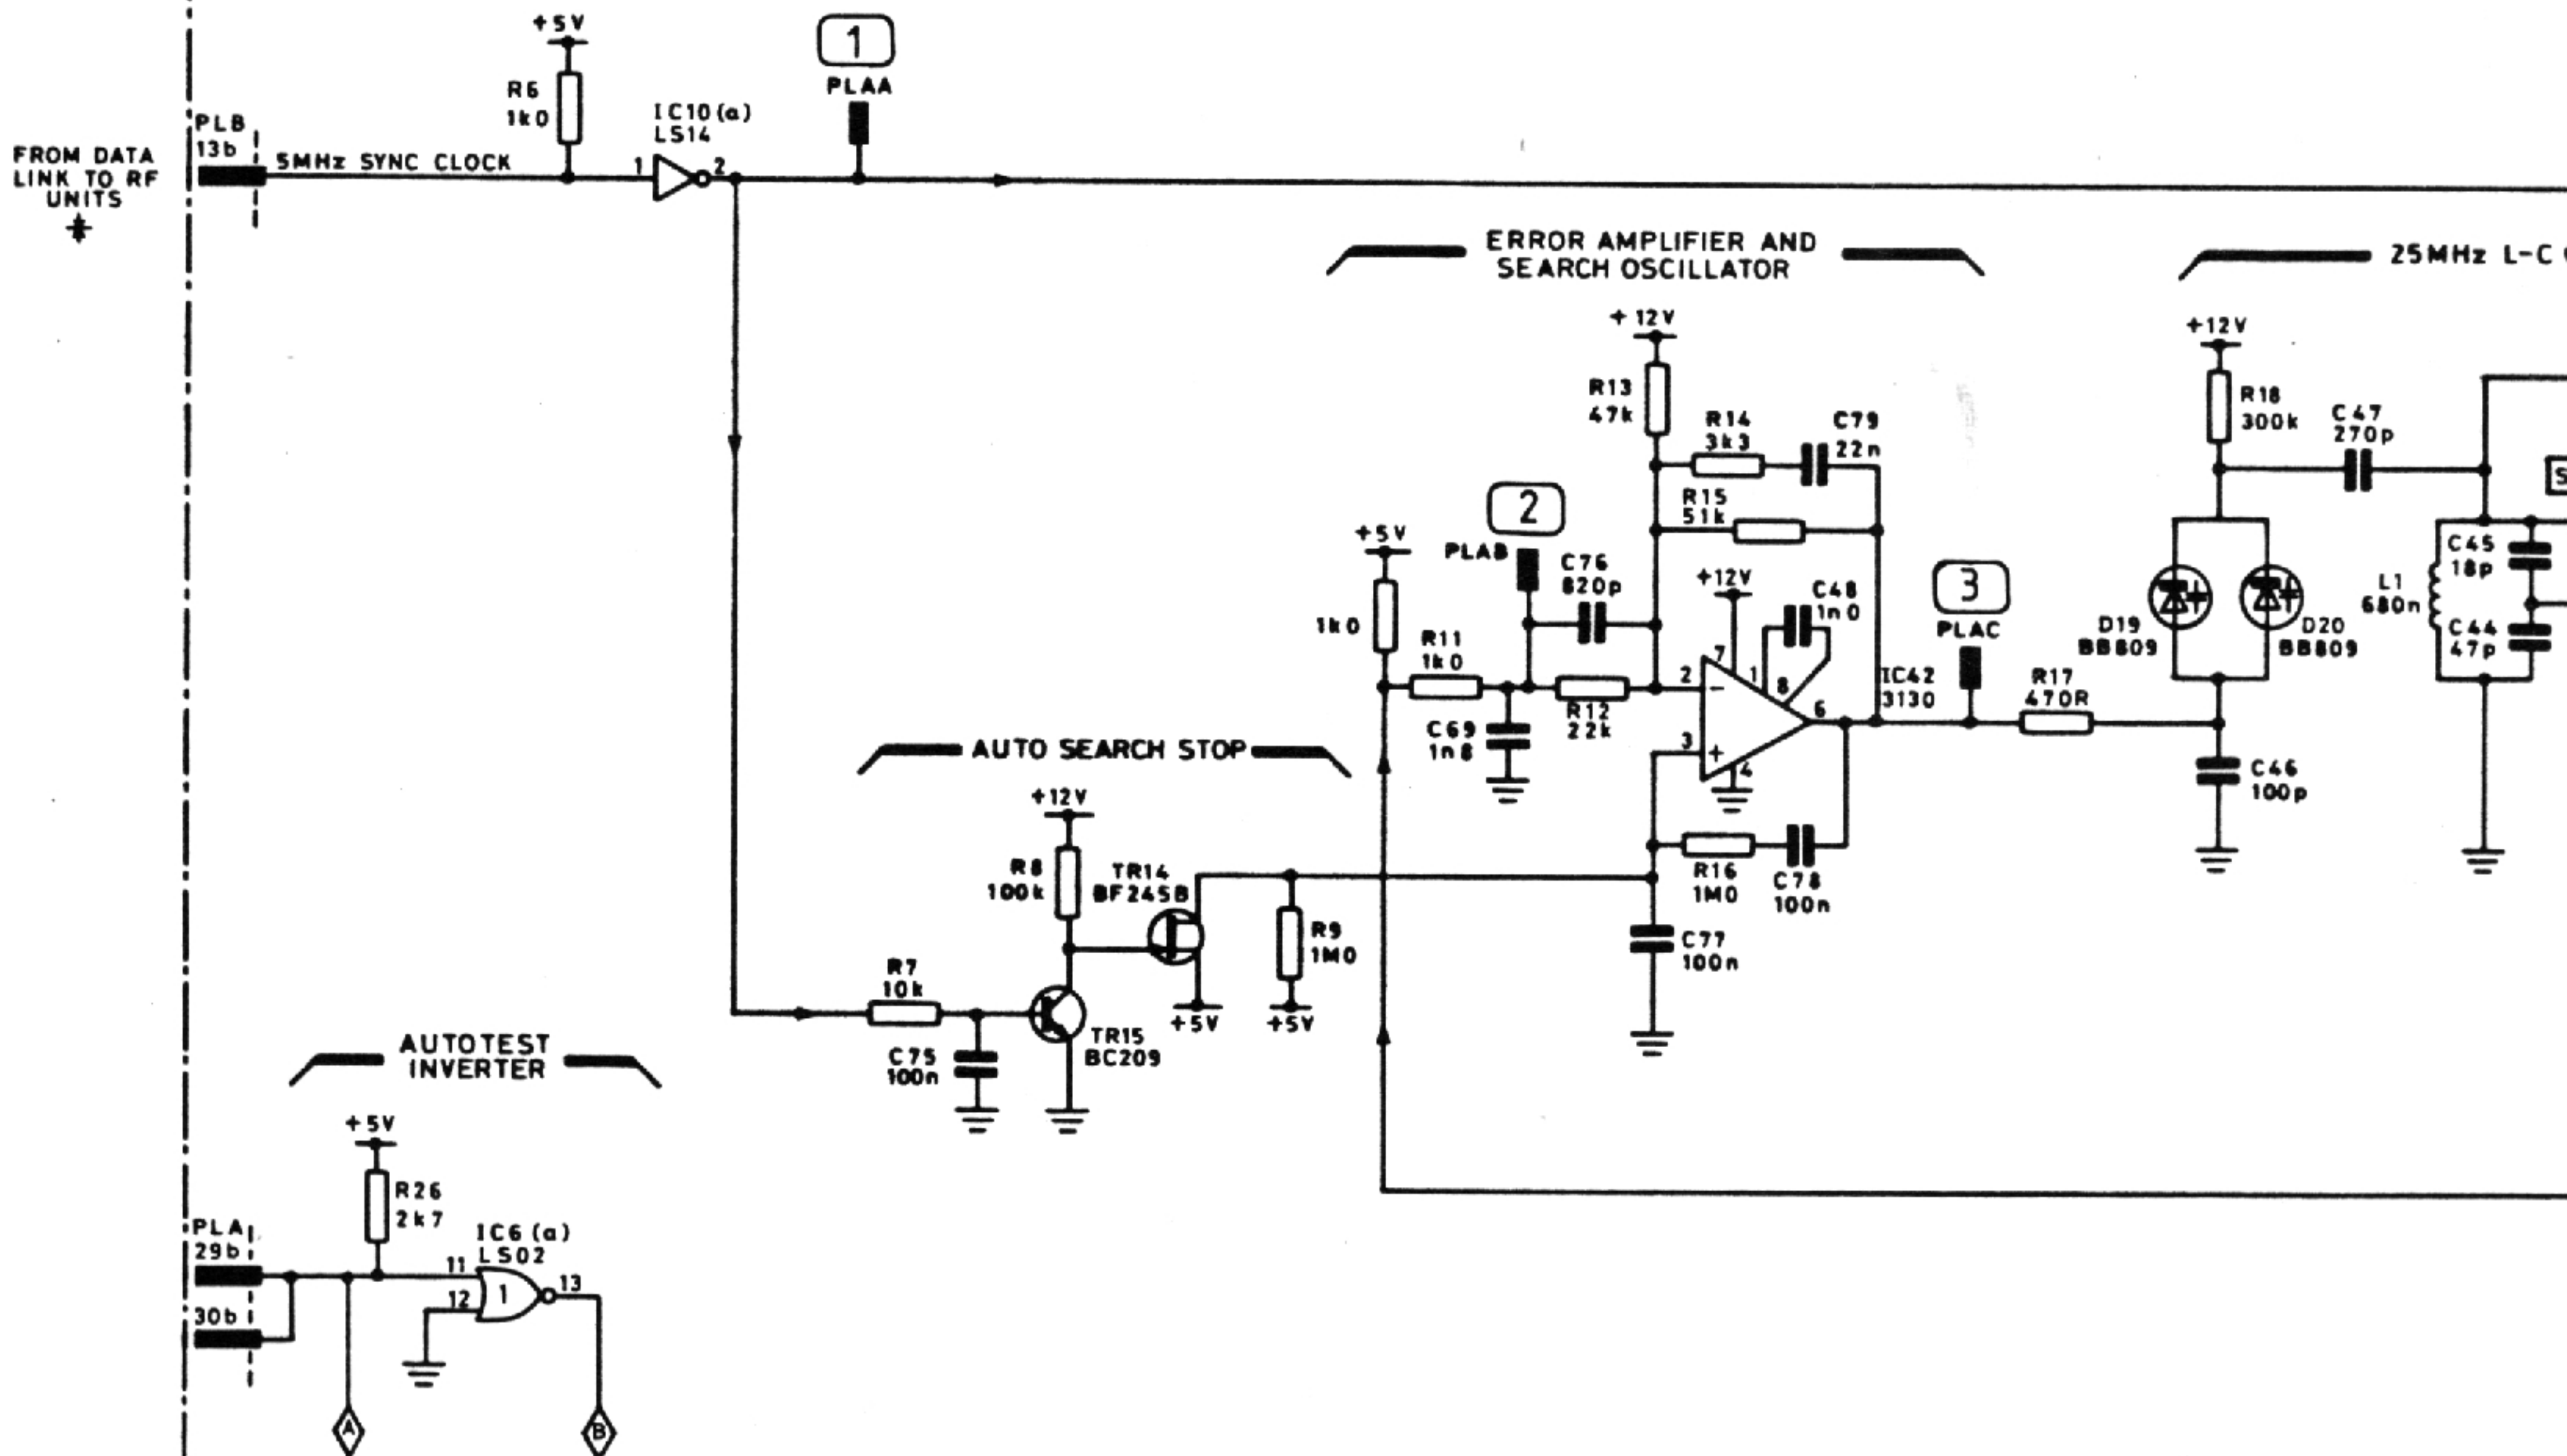 +5V
1
PLAA
R6
1k0
IC10(a)
LS14
PLB
13b
FROM DATA
LINK TO RF
UNITS
5MHz SYNC CLOCK
1
2
ERROR AMPLIFIER AND
SEARCH OSCILLATOR
25MHz L-C
+12V
R13
47k
R14
3k3
C79
22n
R15
51k
+12V
R18
300k
C47
270p
2
PLAB
+5V
1k0
C76
820p
+12V
C48
1n0
3
PLAC
R11
1k0
C69
1n8
R12
22k
2
-
3
+
7
1
8
4
6
IC42
3130
R17
470R
D19
BB809
D20
BB809
L1
680n
C45
18p
C44
47p
C46
100p
R16
1M0
C78
100n
C77
100n
AUTO SEARCH STOP
+12V
R8
100k
TR14
BF245B
R9
1M0
+5V
+5V
R7
10k
C75
100n
TR15
BC209
AUTOTEST
INVERTER
+5V
R26
2k7
PLA
29b
30b
IC6(a)
LS02
11
12
1
13
A
B